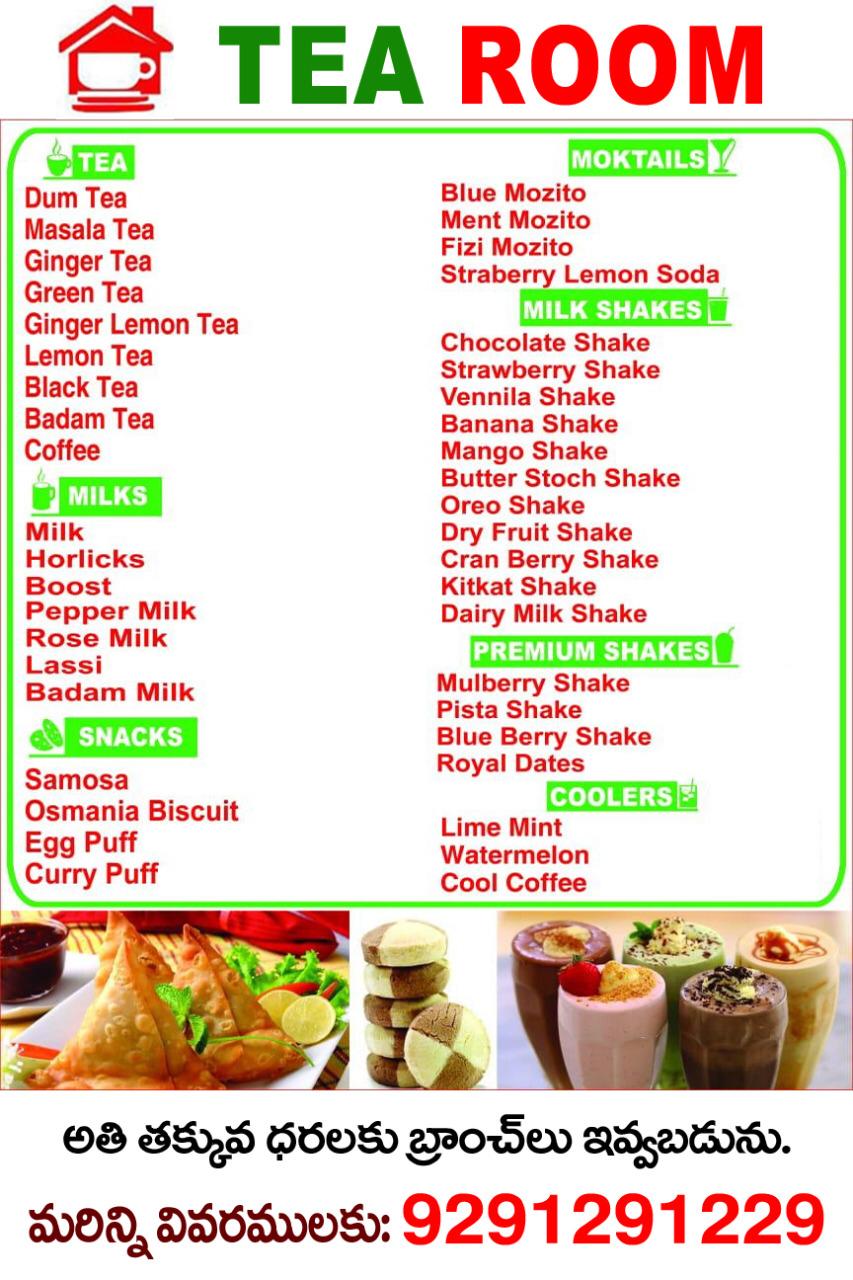 TEA ROOM
TEA
Dum Tea
Masala Tea
Ginger Tea
Green Tea
Ginger Lemon Tea
Lemon Tea
Black Tea
Badam Tea
Coffee
MILKS
Milk
Horlicks
Boost
Pepper Milk
Rose Milk
Lassi
Badam Milk
SNACKS
Samosa
Osmania Biscuit
Egg Puff
Curry Puff
MOKTAILS
Blue Mozito
Ment Mozito
Fizi Mozito
Straberry Lemon Soda
MILK SHAKES
Chocolate Shake
Strawberry Shake
Vennila Shake
Banana Shake
Mango Shake
Butter Stoch Shake
Oreo Shake
Dry Fruit Shake
Cran Berry Shake
Kitkat Shake
Dairy Milk Shake
PREMIUM SHAKES
Mulberry Shake
Pista Shake
Blue Berry Shake
Royal Dates
COOLERS
Lime Mint
Watermelon
Cool Coffee
అతి తక్కువ ధరలకు బ్రాంచ్‌లు ఇవ్వబడును.
మరిన్ని వివరములకు: 9291291229